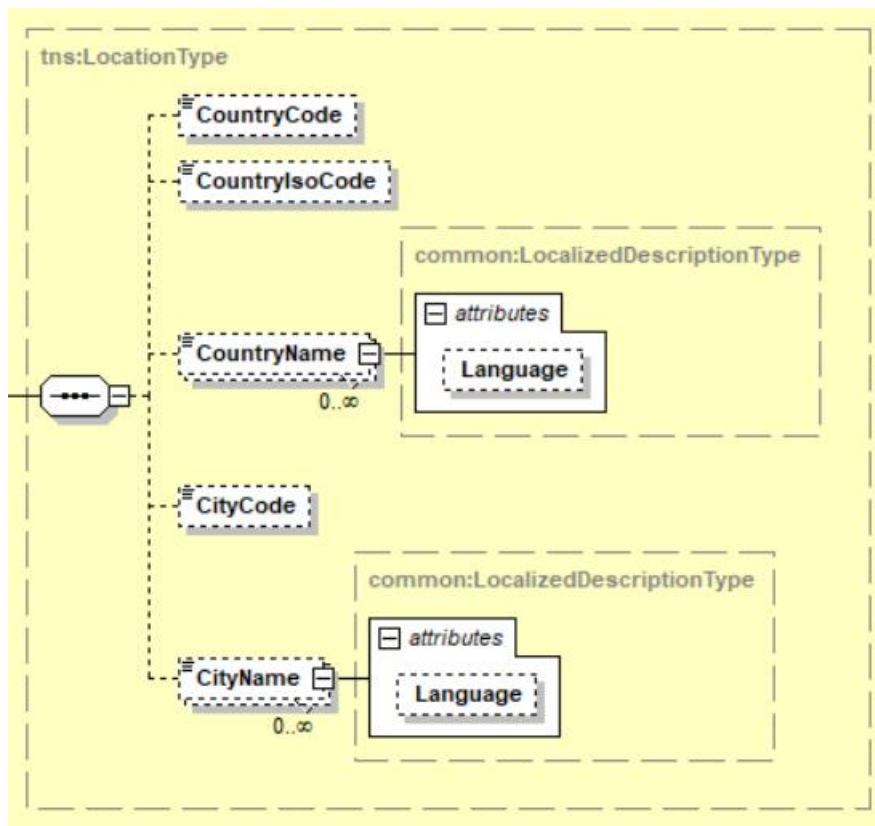 tns:LocationType
CountryCode
CountryIsoCode
common:LocalizedDescriptionType
attributes
CountryName
Language
0..∞
CityCode
common:LocalizedDescriptionType
attributes
CityName
Language
0..∞